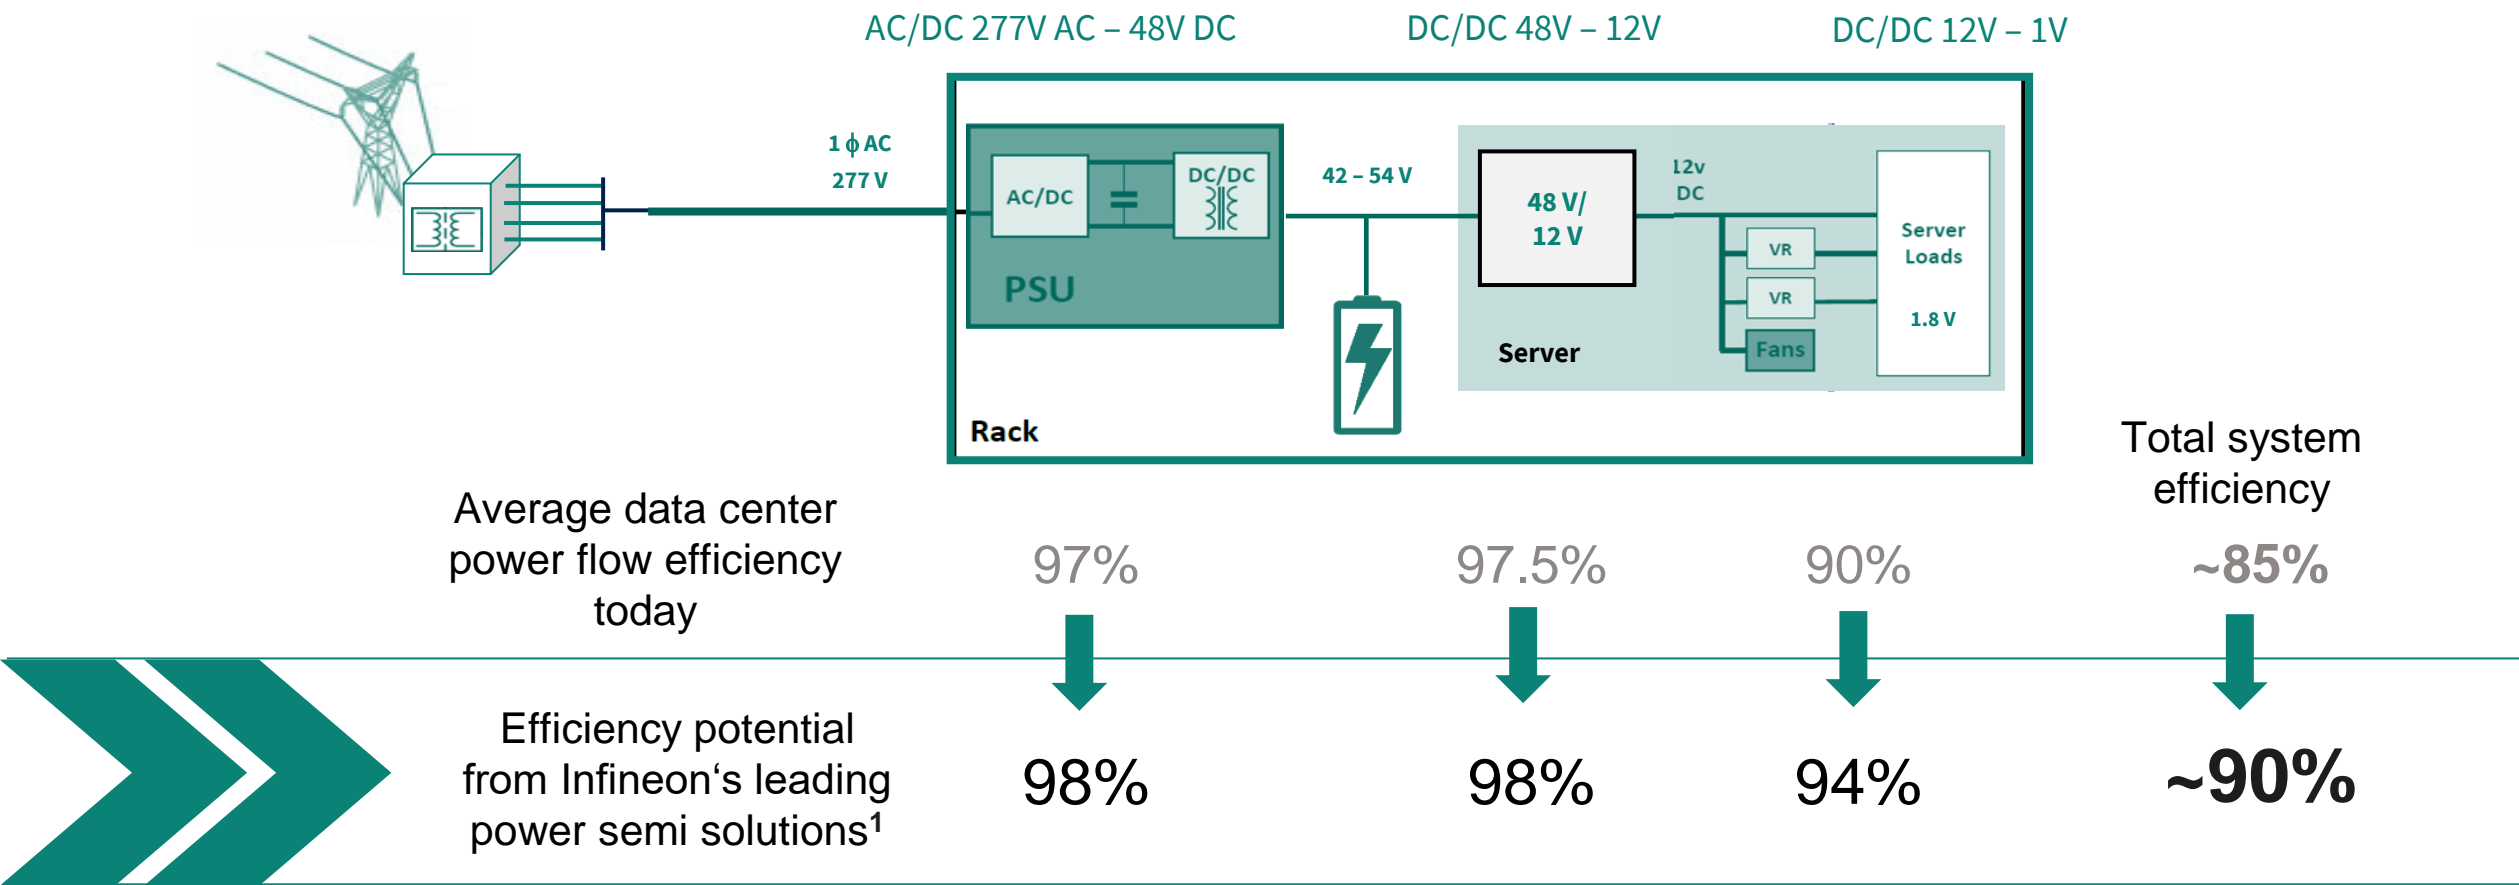 AC/DC 277V AC – 48V DC
DC/DC 48V – 12V
DC/DC 12V – 1V
1 ϕ AC
277 V
AC/DC
DC/DC
PSU
42 – 54 V
48 V/
12 V
12v
DC
VR
VR
Fans
Server
Loads
1.8 V
Server
Rack
Total system
efficiency
Average data center
power flow efficiency
today
97%
97.5%
90%
~85%
Efficiency potential
from Infineon‘s leading
power semi solutions¹
98%
98%
94%
~90%